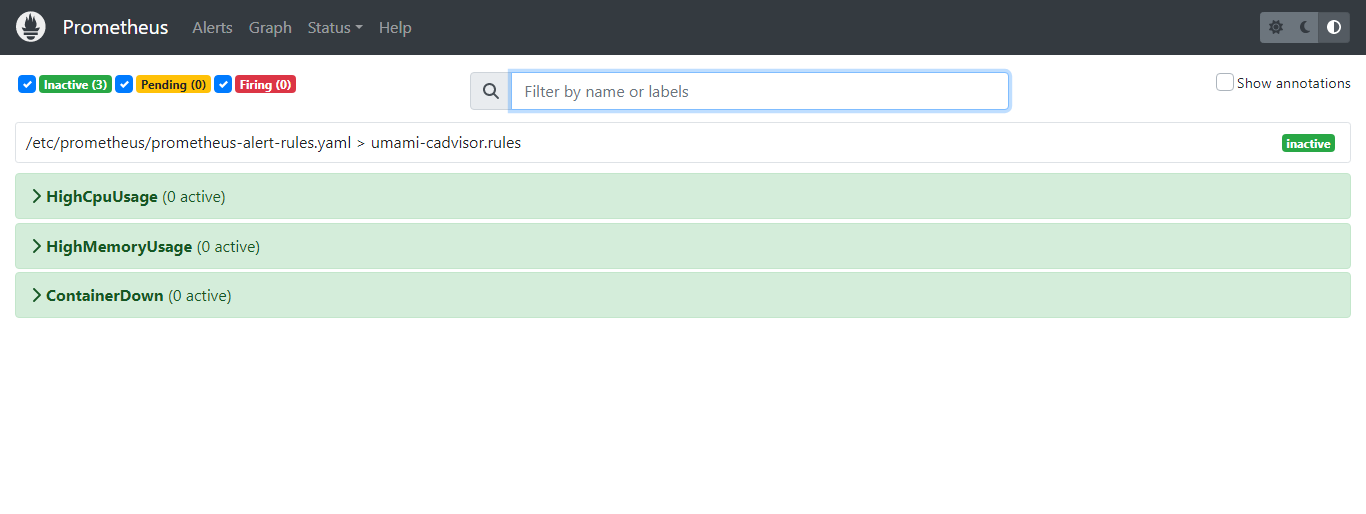 Prometheus Alerts Graph Status Help
Inactive (3) Pending (0) Firing (0) Filter by name or labels Show annotations
/etc/prometheus/prometheus-alert-rules.yaml > umami-cadvisor.rules inactive
HighCpuUsage (0 active)
HighMemoryUsage (0 active)
ContainerDown (0 active)